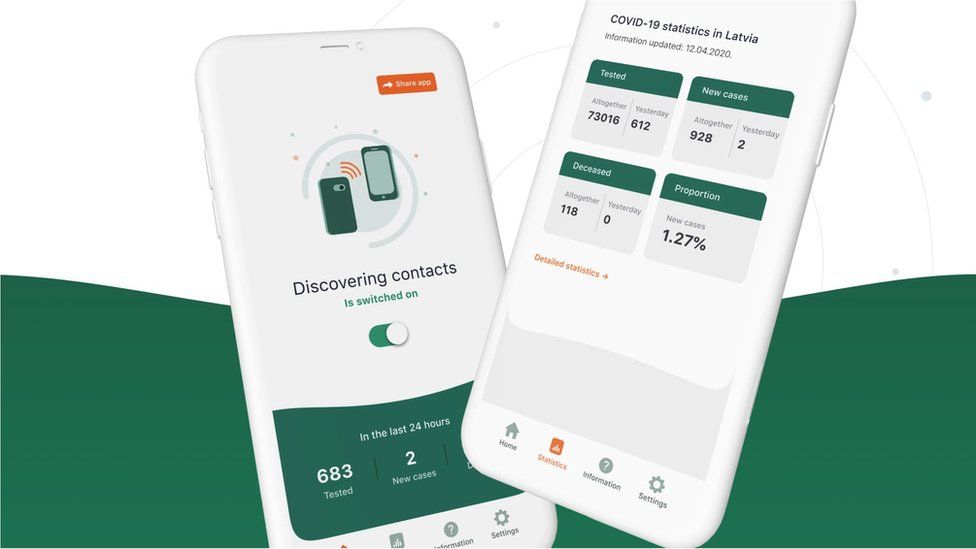 Share app
Discovering contacts
Is switched on
In the last 24 hours
683
Tested
2
New cases
Information
Settings
COVID-19 statistics in Latvia
Information updated: 12.04.2020.
Tested
Altogether
73016
Yesterday
612
New cases
Altogether
928
Yesterday
2
Deceased
Altogether
118
Yesterday
0
Proportion
New cases
1.27%
Detailed statistics →
Home
Statistics
?
Information
Settings